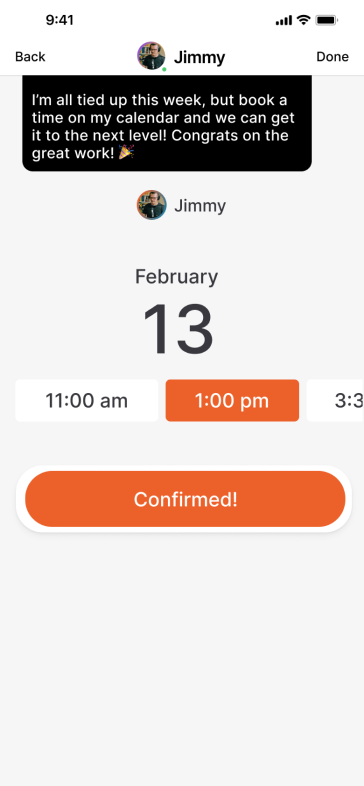 9:41
Back
Jimmy
Done
I'm all tied up this week, but book a
time on my calendar and we can get
it to the next level! Congrats on the
great work! 🎉
Jimmy
February
13
11:00 am
1:00 pm
3:3
Confirmed!